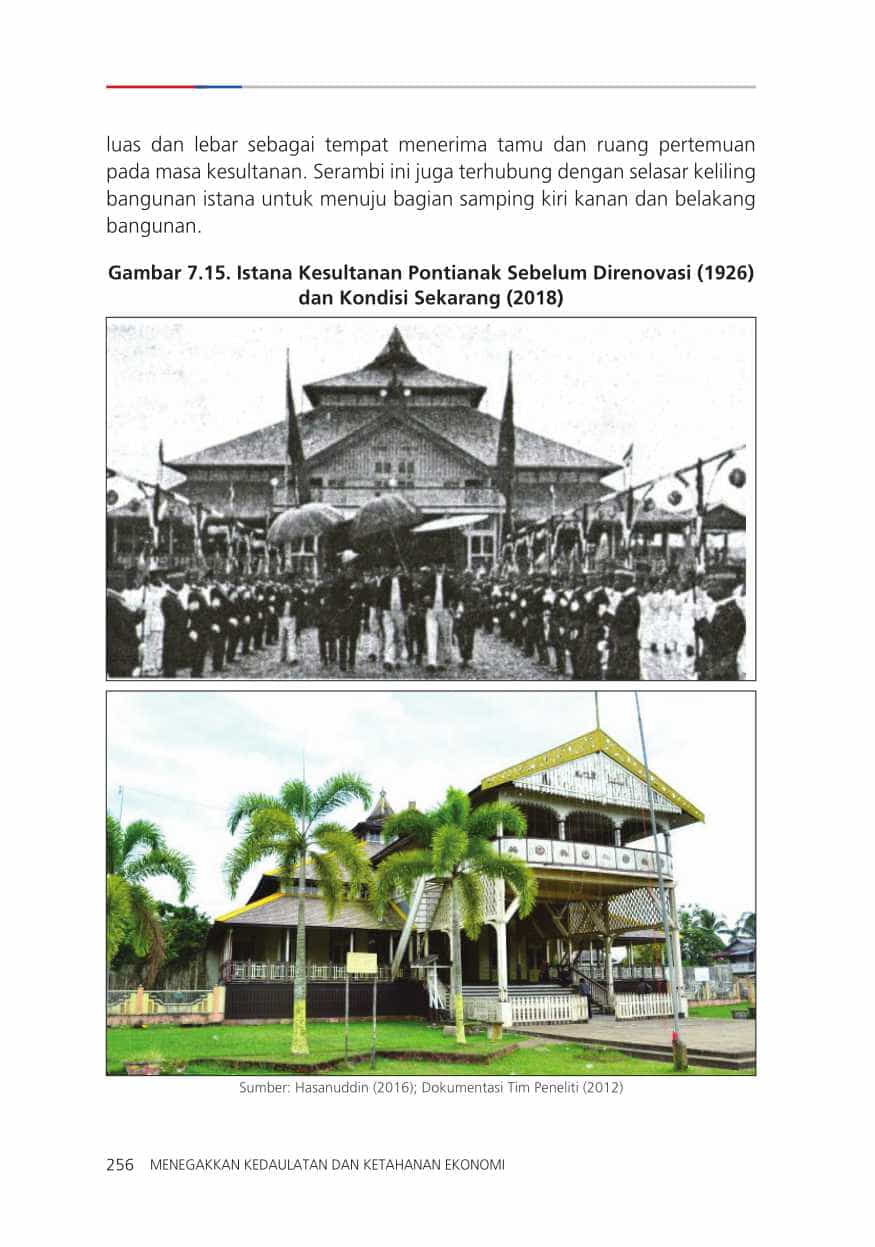 luas dan lebar sebagai tempat menerima tamu dan ruang pertemuan
pada masa kesultanan. Serambi ini juga terhubung dengan selasar keliling
bangunan istana untuk menuju bagian samping kiri kanan dan belakang
bangunan.
Gambar 7.15. Istana Kesultanan Pontianak Sebelum Direnovasi (1926)
dan Kondisi Sekarang (2018)
Sumber: Hasanuddin (2016); Dokumentasi Tim Peneliti (2012)
256 MENEGAKKAN KEDAULATAN DAN KETAHANAN EKONOMI